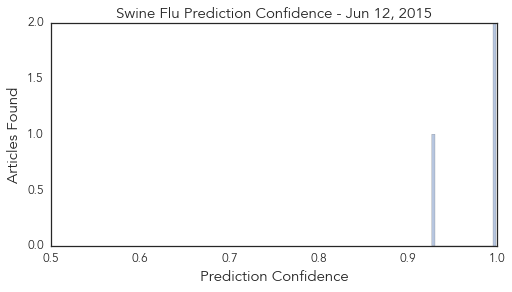 Swine Flu Prediction Confidence - Jun 12, 2015
2.0
1.5
1.0
0.5
0.0
Articles Found
0.5 0.6 0.7 0.8 0.9 1.0
Prediction Confidence